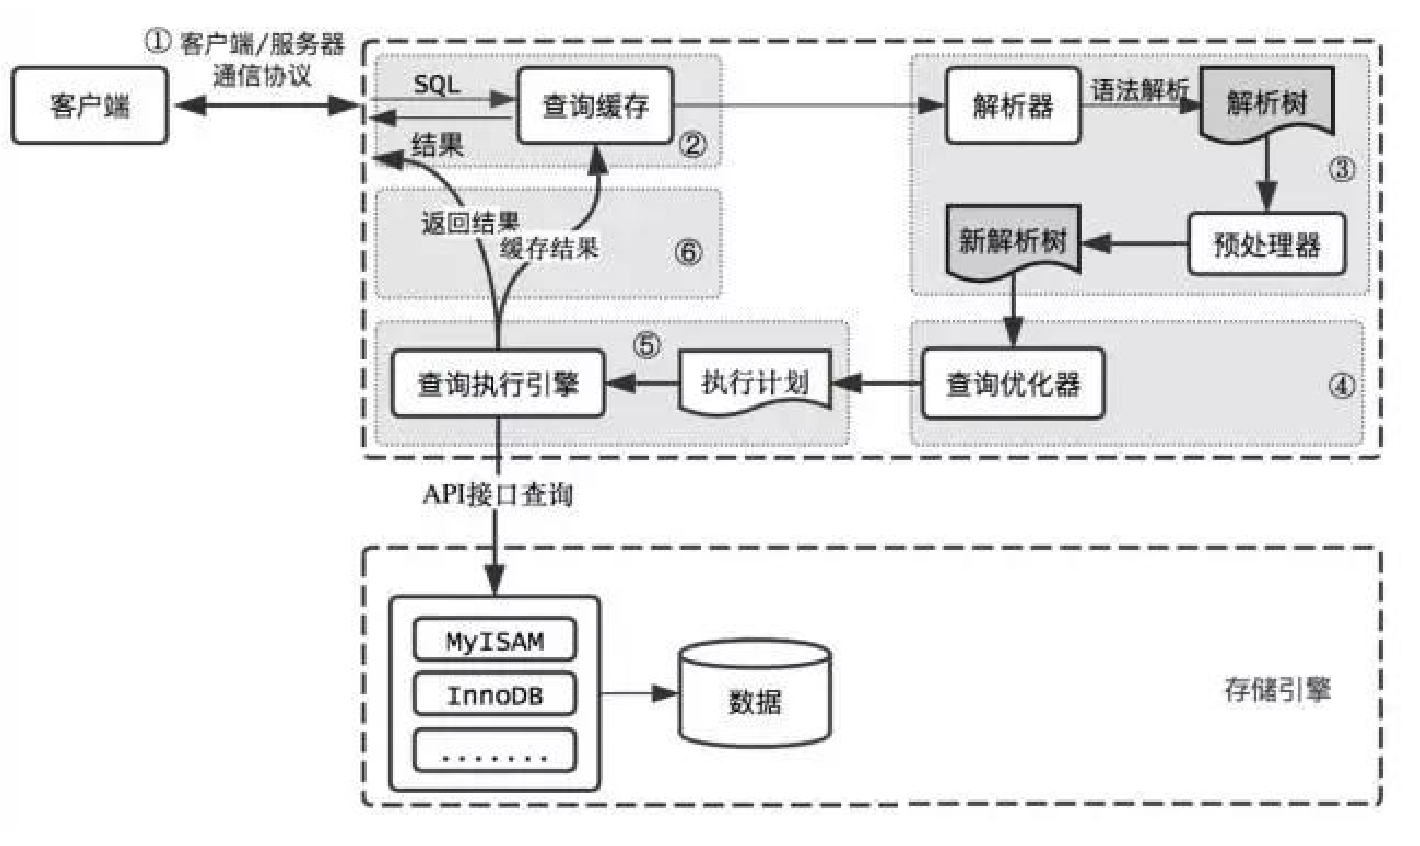 ① 客户端/服务器
通信协议
客户端
SQL
查询缓存
结果
②
解析器
语法解析
解析树
③
返回结果
缓存结果
⑥
新解析树
预处理器
查询执行引擎
⑤
执行计划
查询优化器
④
API接口查询
MyISAM
InnoDB
.......
数据
存储引擎